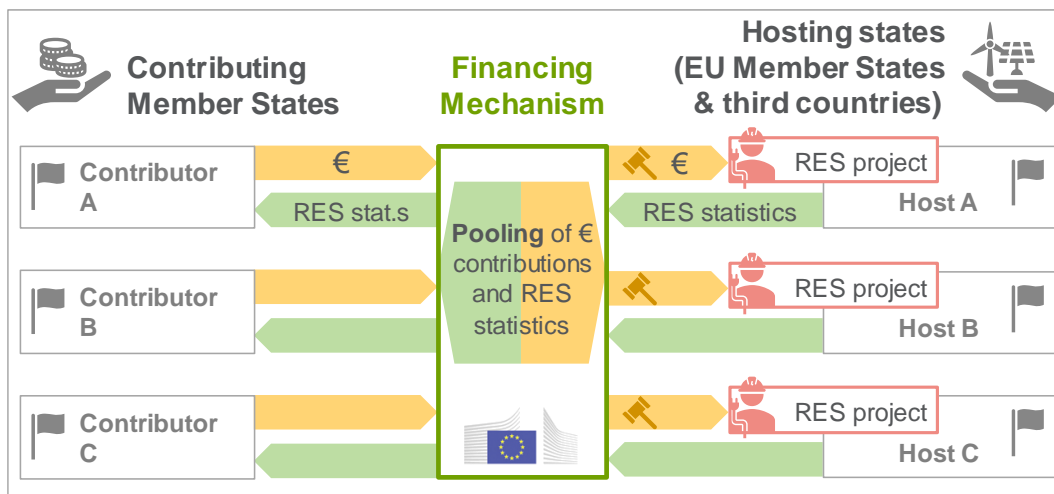 Contributing
Member States
Financing
Mechanism
Hosting states
(EU Member States
& third countries)
Contributor
A
€
RES stat.s
€
RES statistics
RES project
Host A
Pooling of €
contributions
and RES
statistics
Contributor
B
RES project
Host B
Contributor
C
RES project
Host C